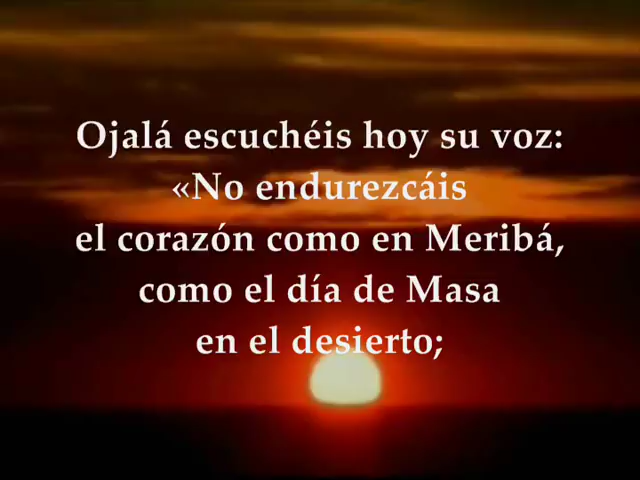 Ojalá escuchéis hoy su voz:
«No endurezcáis
el corazón como en Meribá,
como el día de Masa
en el desierto;